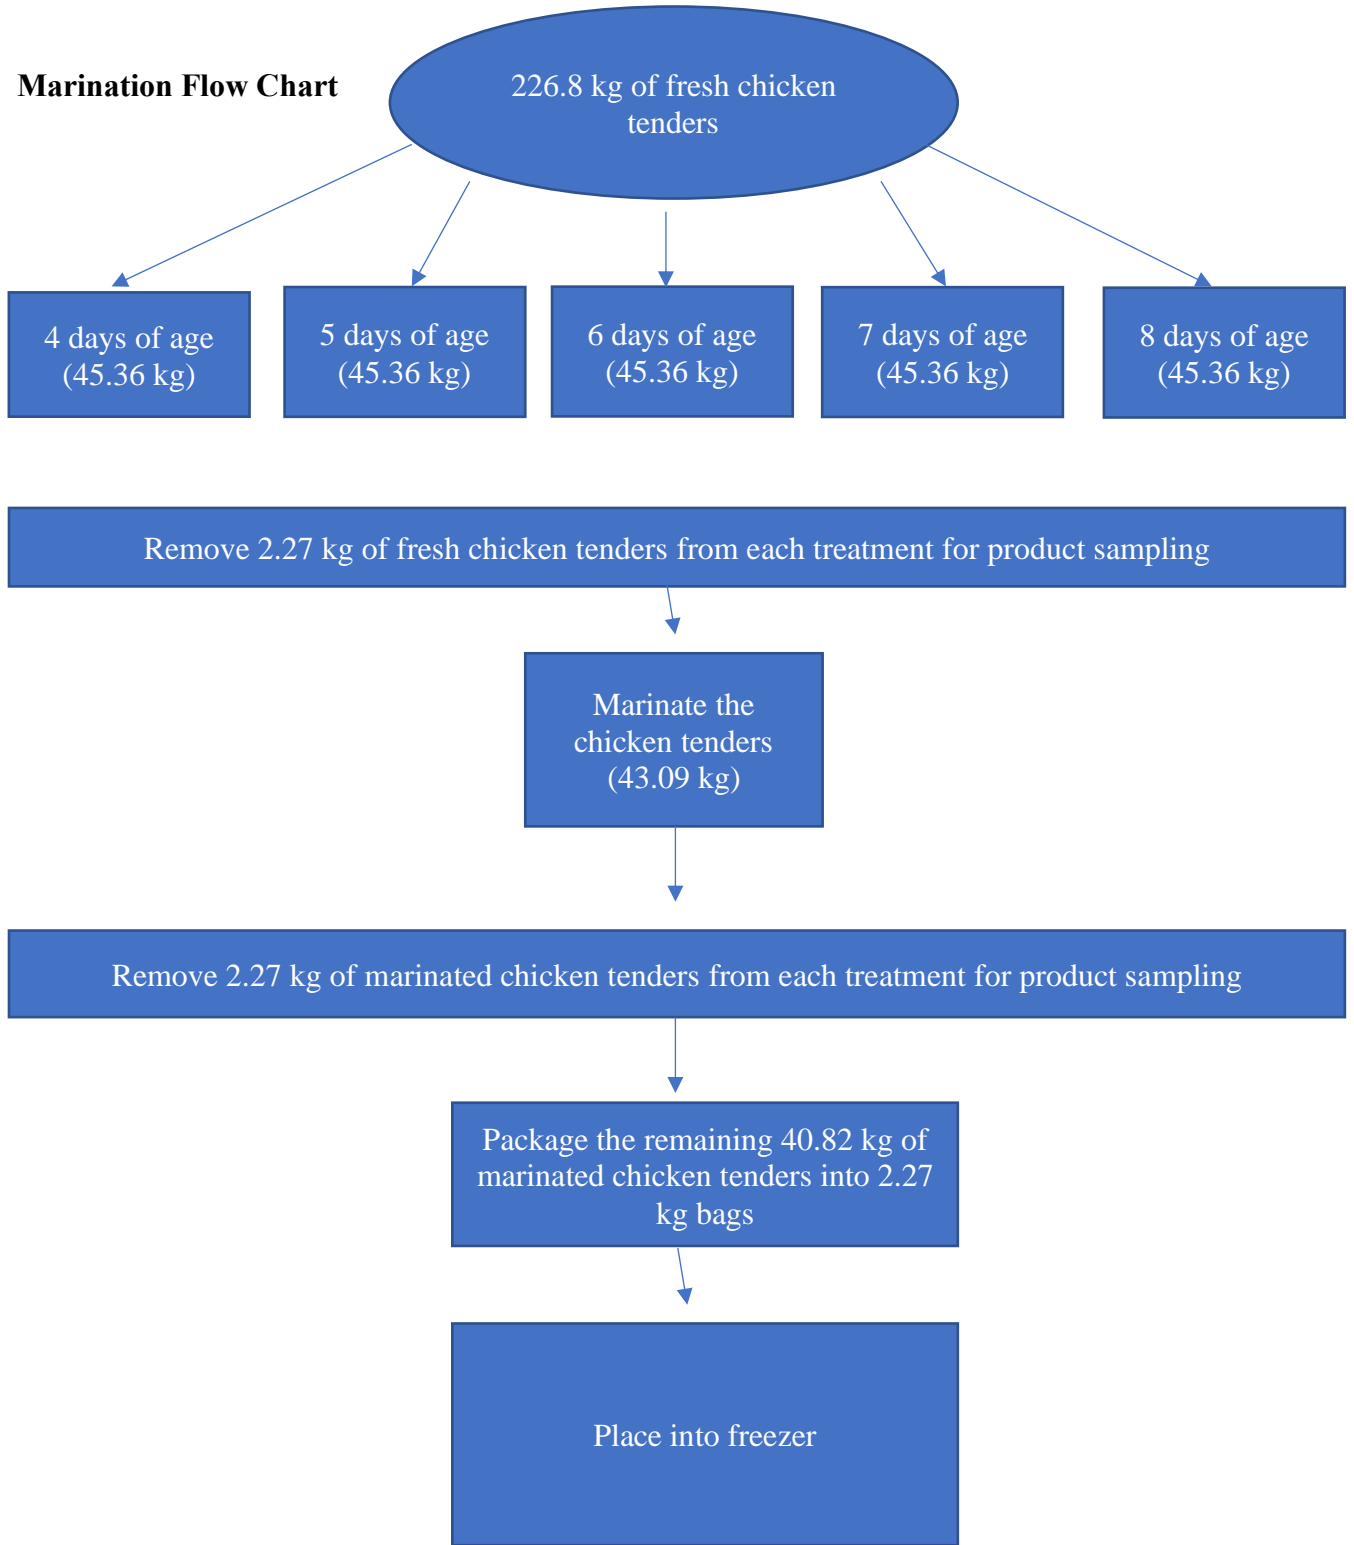 Marination Flow Chart
226.8 kg of fresh chicken
tenders
4 days of age
(45.36 kg)
5 days of age
(45.36 kg)
6 days of age
(45.36 kg)
7 days of age
(45.36 kg)
8 days of age
(45.36 kg)
Remove 2.27 kg of fresh chicken tenders from each treatment for product sampling
Marinate the
chicken tenders
(43.09 kg)
Remove 2.27 kg of marinated chicken tenders from each treatment for product sampling
Package the remaining 40.82 kg of
marinated chicken tenders into 2.27
kg bags
Place into freezer